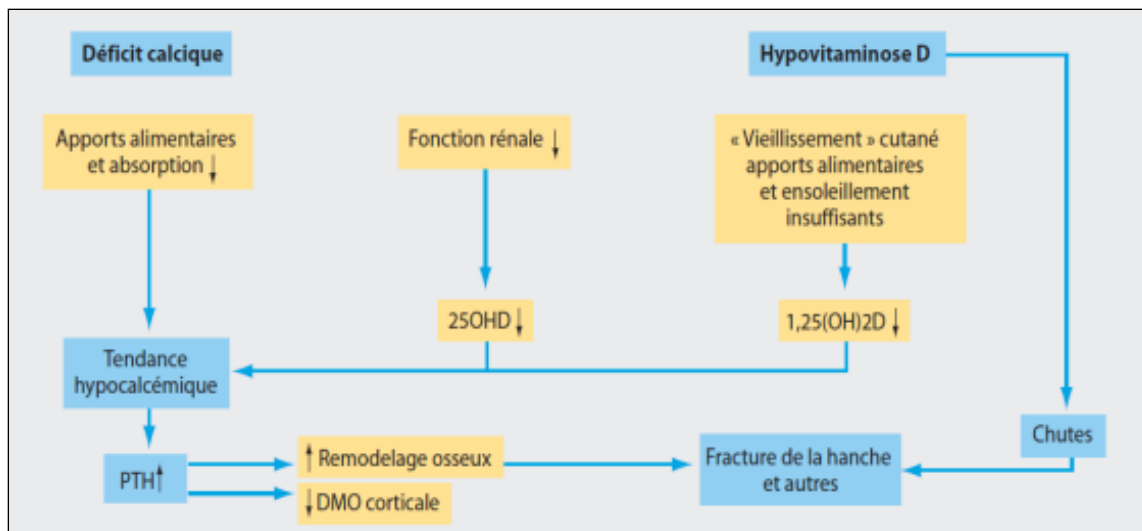 Déficit calcique
Hypovitaminose D
Apports alimentaires
et absorption ↓
Fonction rénale ↓
« Vieillissement » cutané
apports alimentaires
et ensoleillement
insuffisants
25OHD ↓
1,25(OH)2D ↓
Tendance
hypocalcémique
Chutes
PTH↑
↑ Remodelage osseux
↓ DMO corticale
Fracture de la hanche
et autres